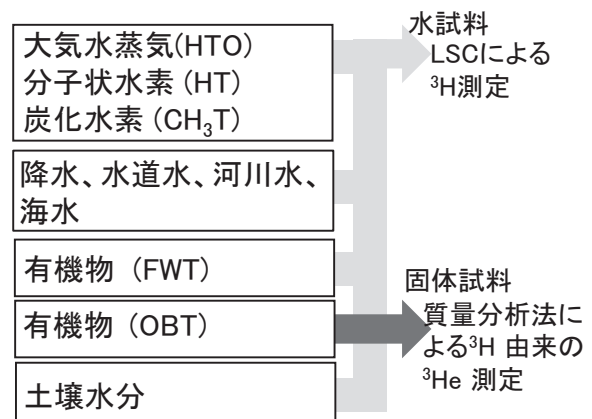 大気水蒸気(HTO)
分子状水素 (HT)
炭化水素 (CH₃T)
降水、水道水、河川水、
海水
有機物 (FWT)
有機物 (OBT)
土壌水分
水試料
LSCによる
³H測定
固体試料
質量分析法に
よる³H 由来の
³He 測定